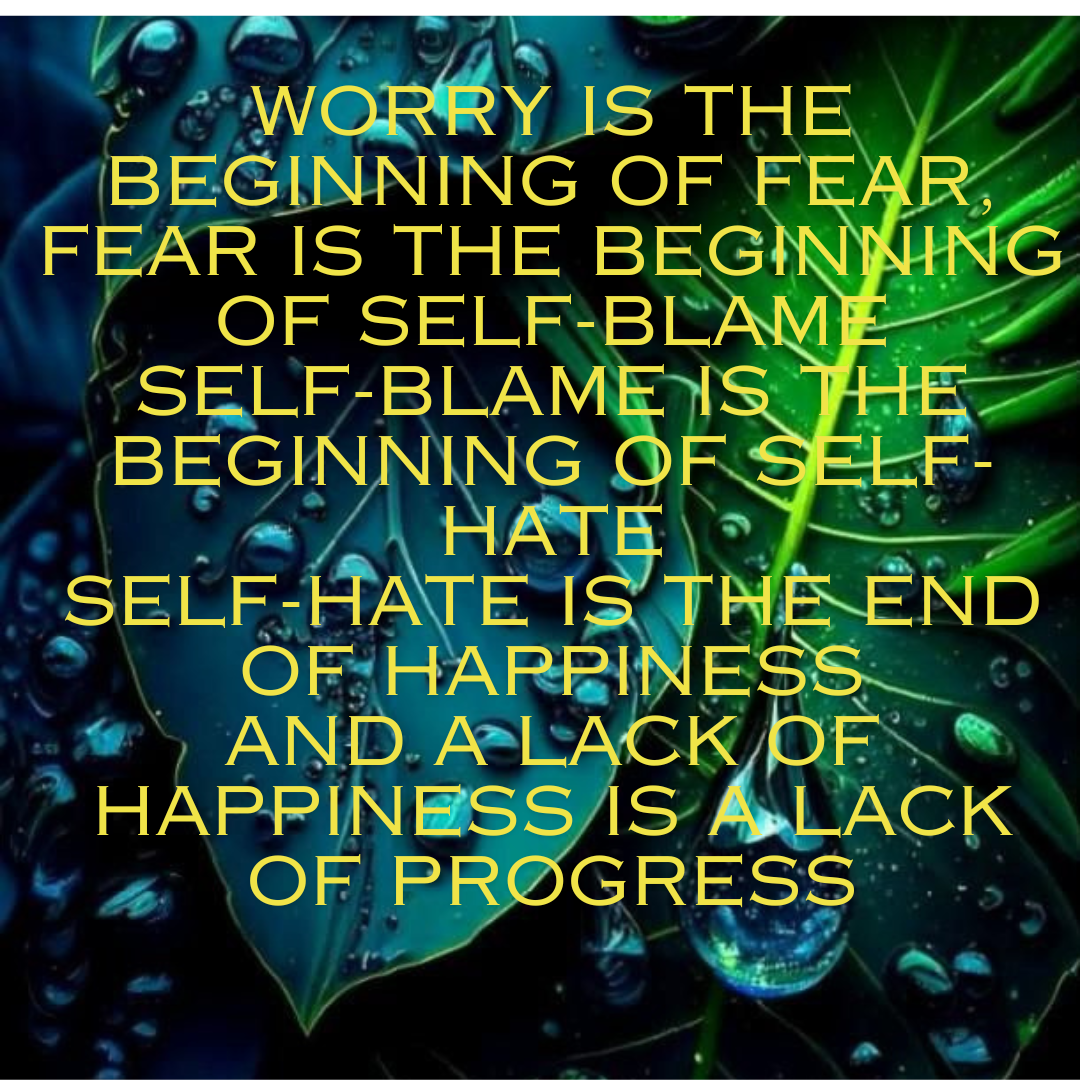 WORRY IS THE
BEGINNING OF FEAR,
FEAR IS THE BEGINNING
OF SELF-BLAME
SELF-BLAME IS THE
BEGINNING OF SELF-
HATE
SELF-HATE IS THE END
OF HAPPINESS
AND A LACK OF
HAPPINESS IS A LACK
OF PROGRESS